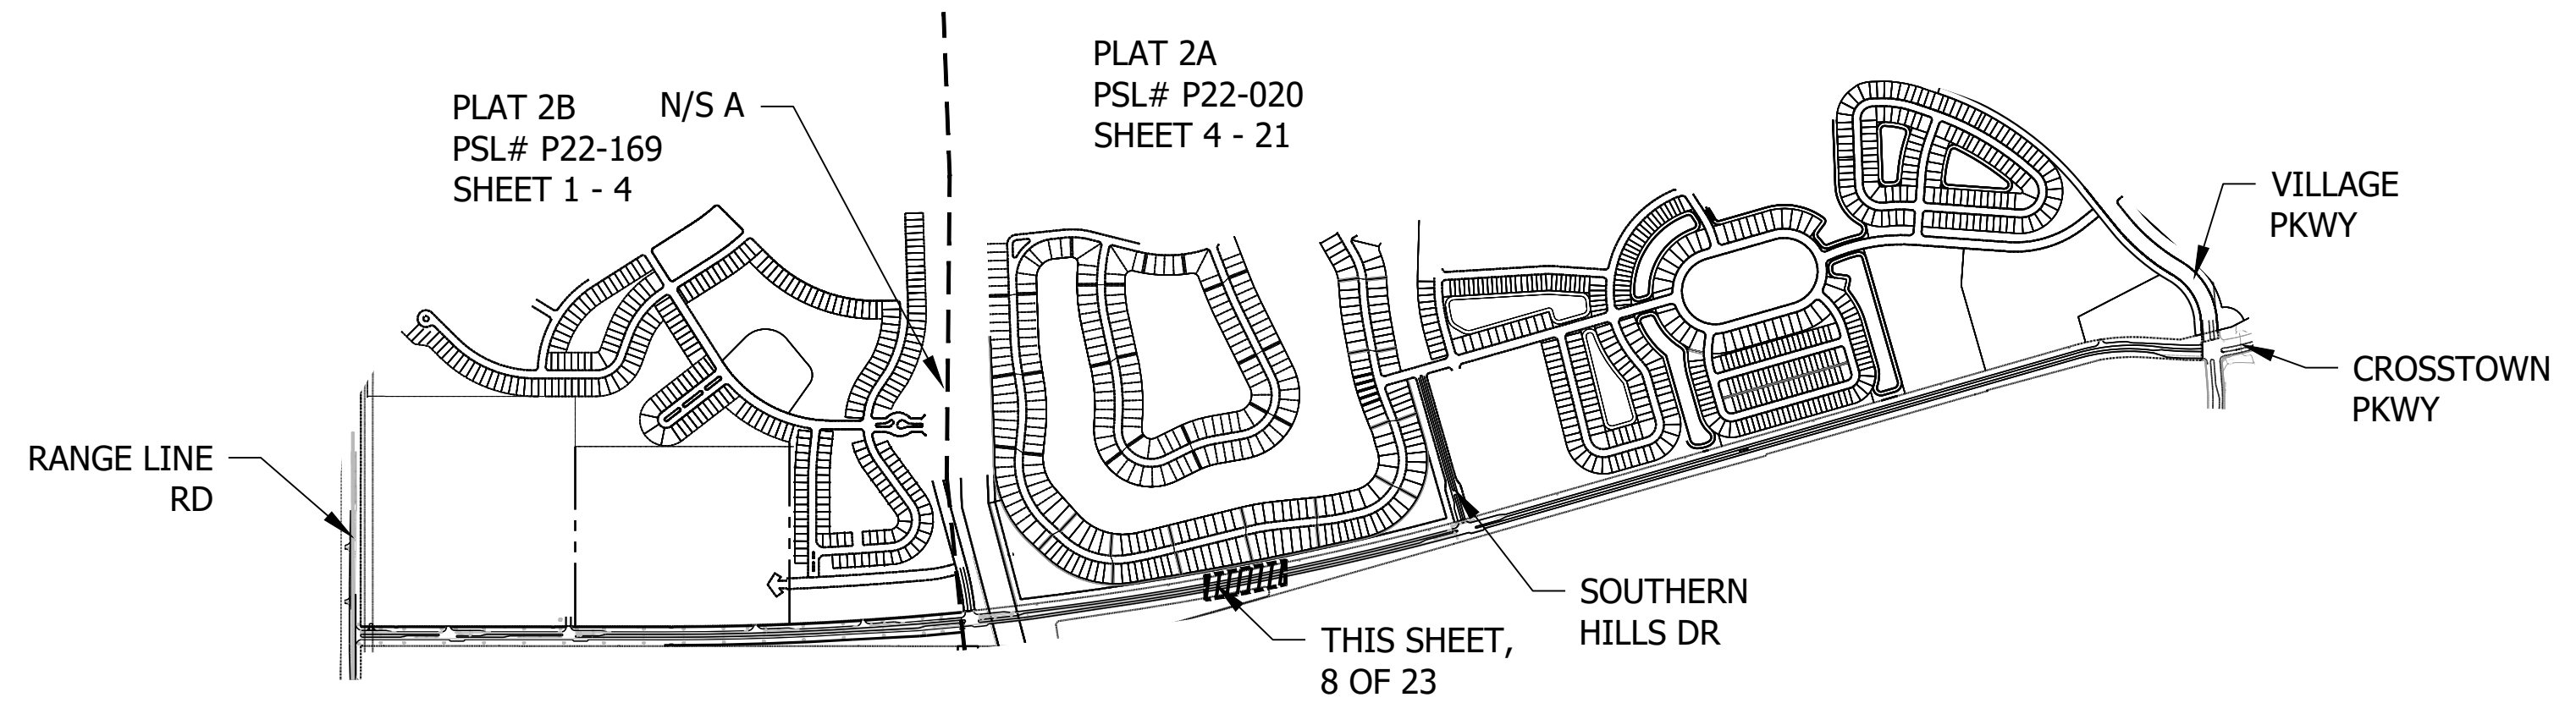 PLAT 2A
PSL# P22-020
SHEET 4 - 21
PLAT 2B
PSL# P22-169
SHEET 1 - 4
N/S A
VILLAGE
PKWY
CROSSTOWN
PKWY
RANGE LINE
RD
SOUTHERN
HILLS DR
THIS SHEET,
8 OF 23